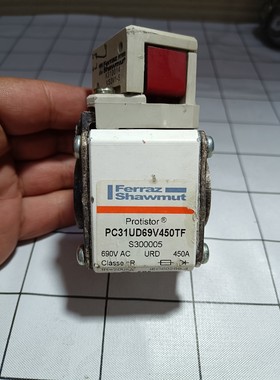 Ferraz
Shawmut
Protistor®
PC31UD69V450TF
S300005
690V AC URD 450A
Classe aR